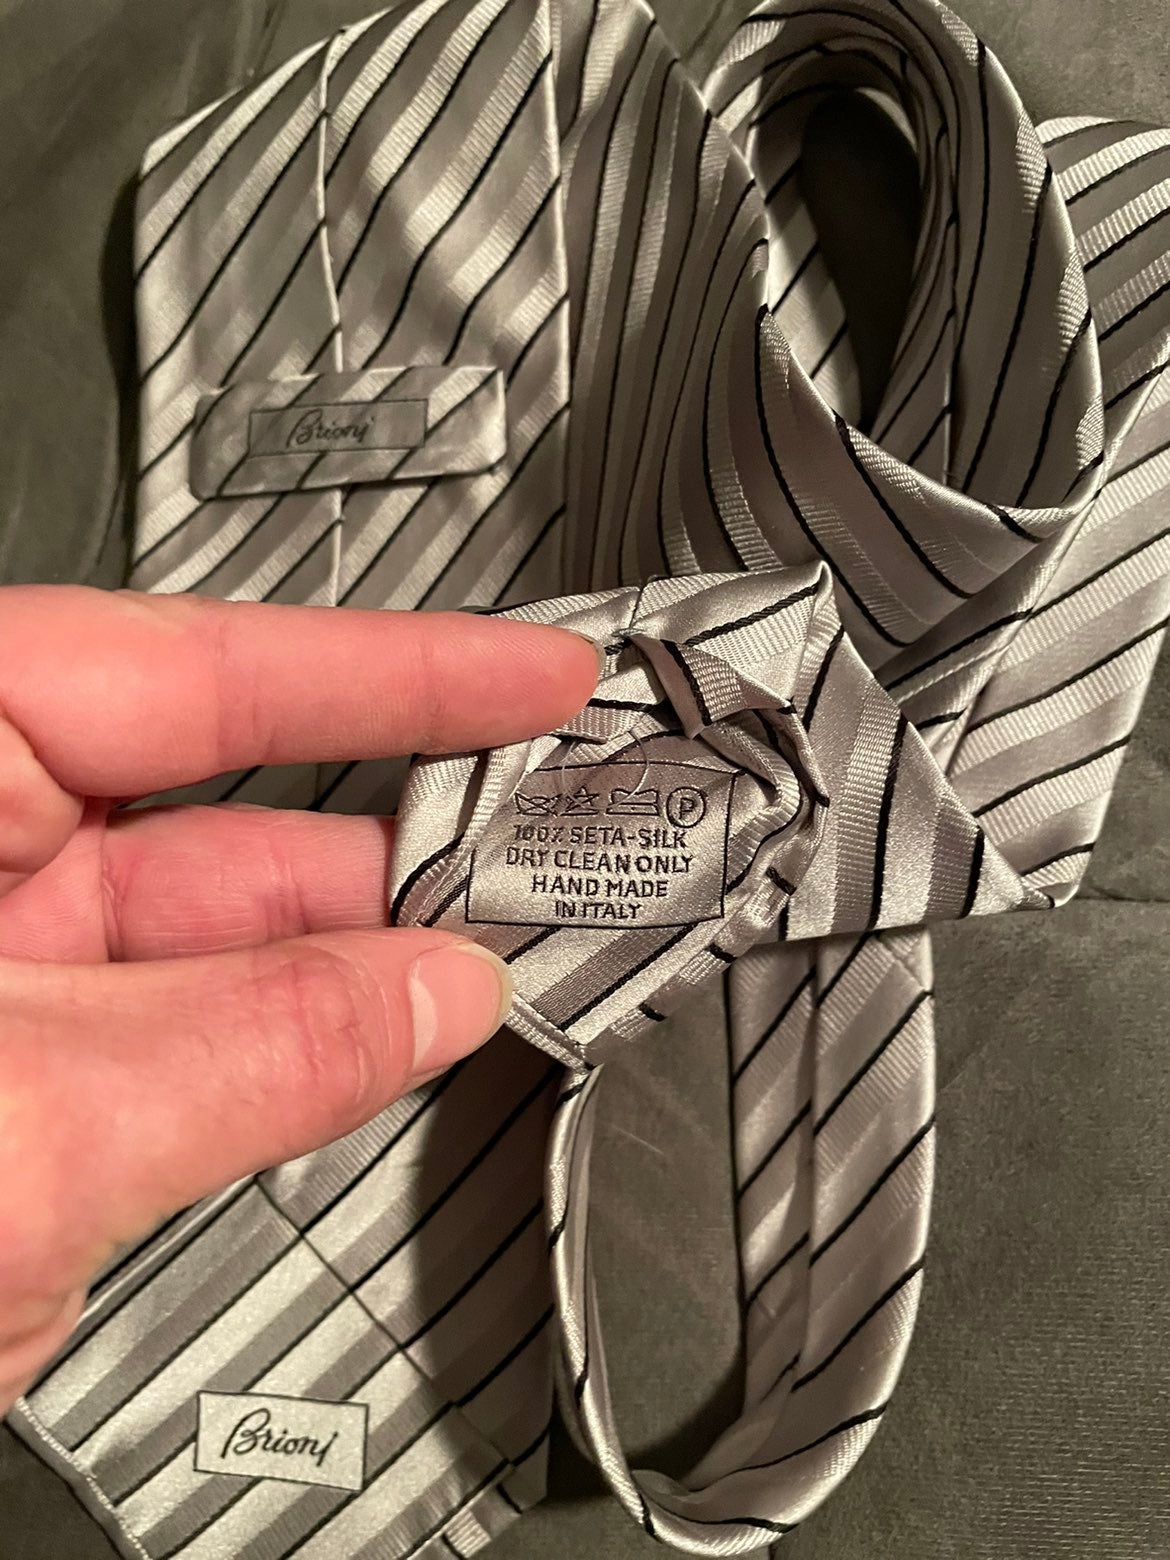 Brioni
P
100% SETA-SILK
DRY CLEAN ONLY
HAND MADE
IN ITALY
Brioni